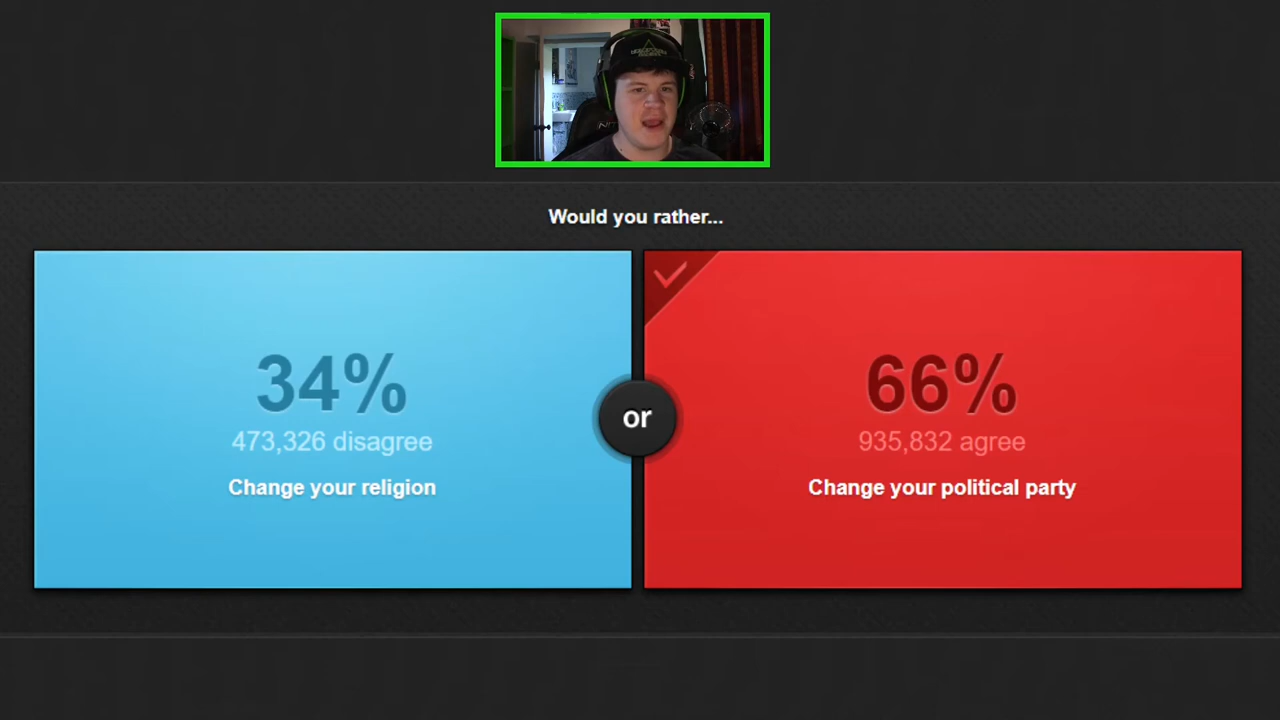 Would you rather...
34%
473,326 disagree
Change your religion
or
66%
935,832 agree
Change your political party